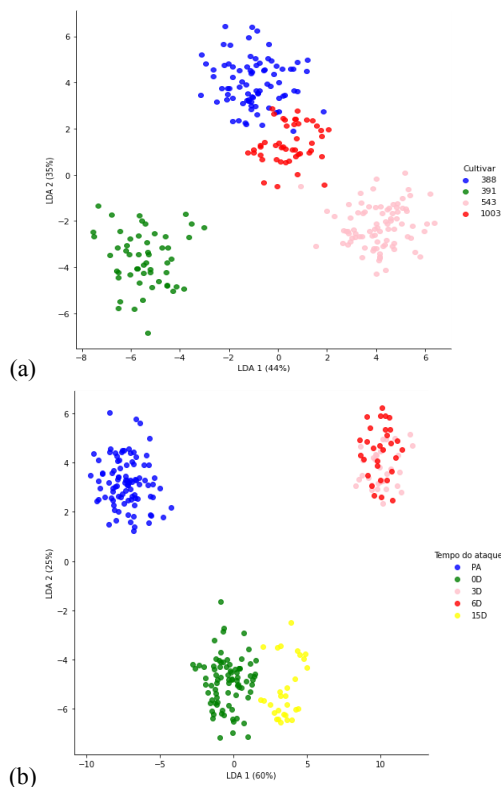 6
4
2
0
−2
−4
−6
LDA 2 (35%)
−8
−6
−4
−2
0
2
4
6
LDA 1 (44%)
Cultivar
388
391
543
1003
(a)
6
4
2
0
−2
−4
−6
LDA 2 (25%)
−10
−5
0
5
10
LDA 1 (60%)
Tempo do ataque
PA
0D
3D
6D
15D
(b)